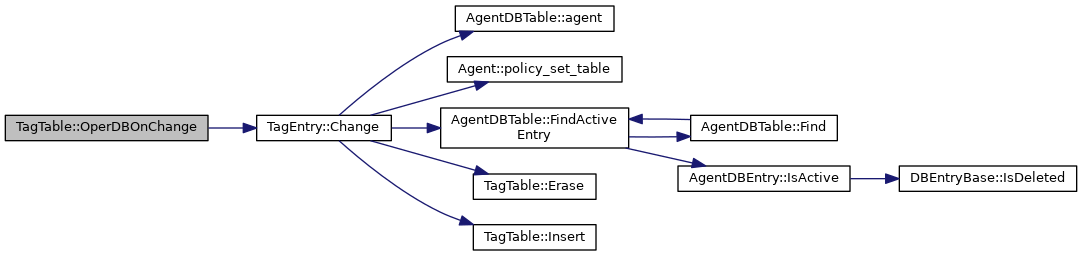 TagTable::OperDBOnChange
TagEntry::Change
AgentDBTable::agent
Agent::policy_set_table
AgentDBTable::FindActive
Entry
TagTable::Erase
TagTable::Insert
AgentDBTable::Find
AgentDBEntry::IsActive
DBEntryBase::IsDeleted